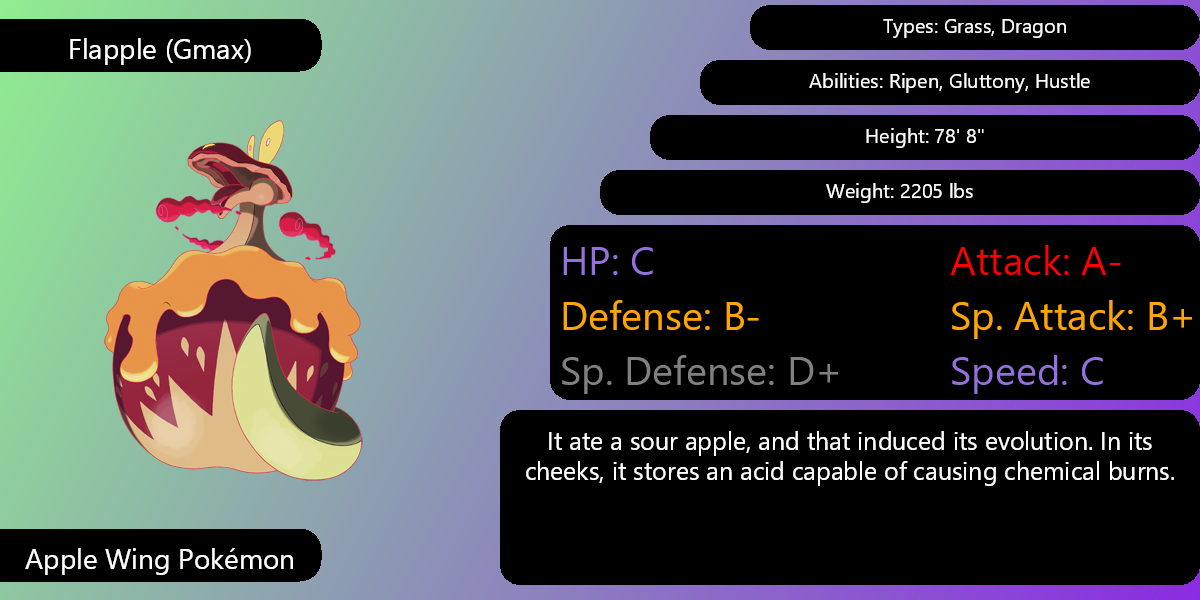 Flapple (Gmax)
Types: Grass, Dragon
Abilities: Ripen, Gluttony, Hustle
Height: 78' 8"
Weight: 2205 lbs
HP: C
Attack: A-
Defense: B-
Sp. Attack: B+
Sp. Defense: D+
Speed: C
It ate a sour apple, and that induced its evolution. In its
cheeks, it stores an acid capable of causing chemical burns.
Apple Wing Pokémon